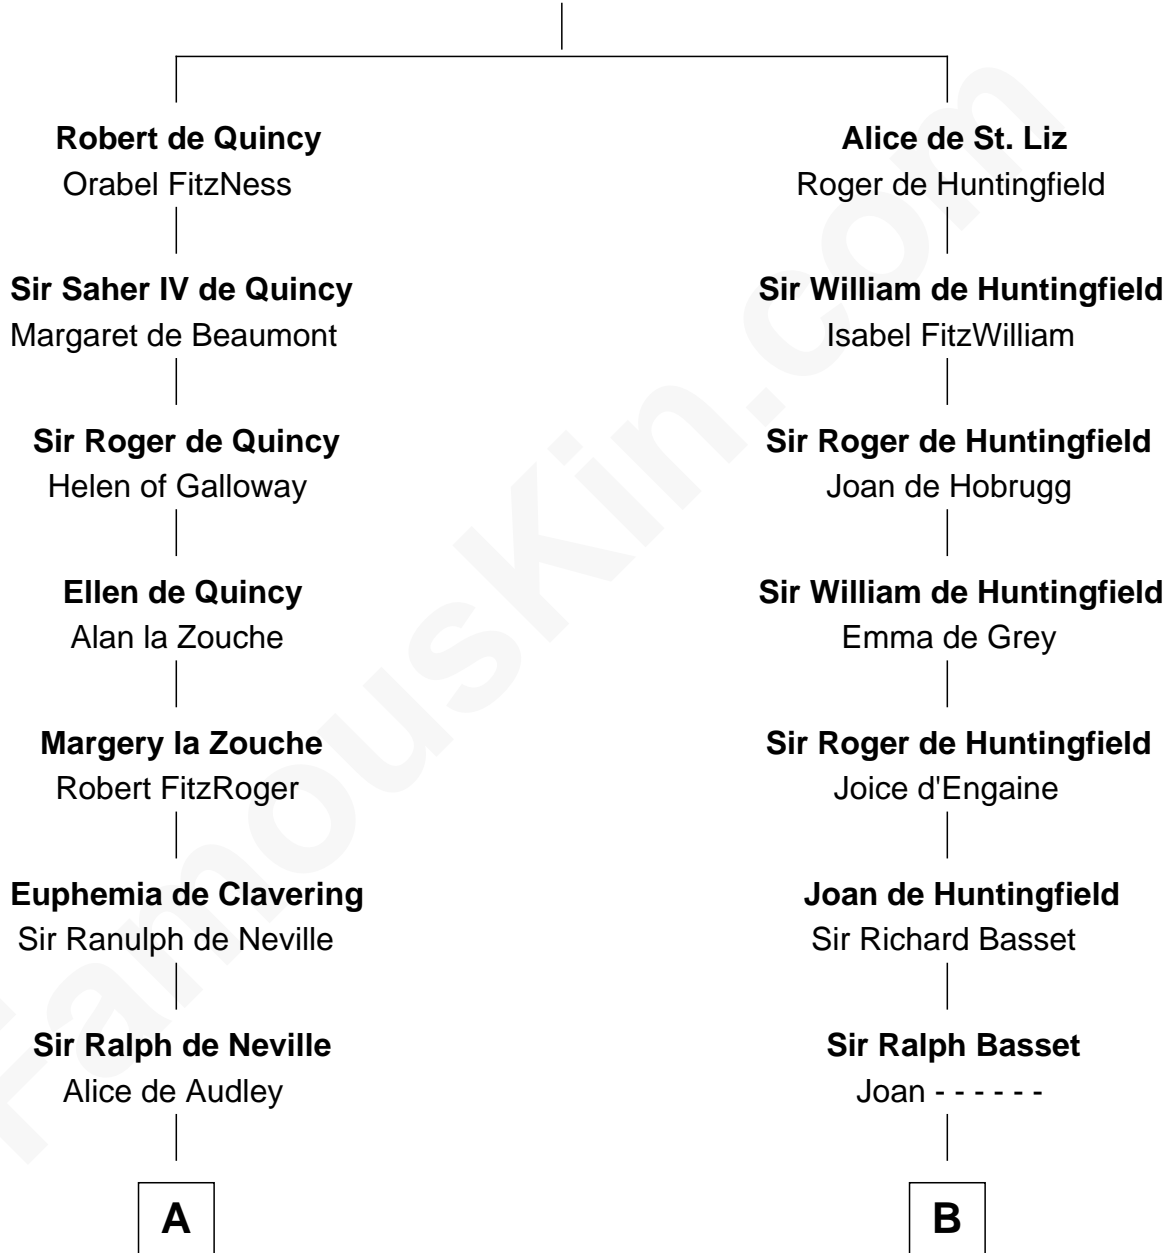 Robert de Quincy
Orabel FitzNess
Alice de St. Liz
Roger de Huntingfield
Sir Saher IV de Quincy
Margaret de Beaumont
Sir William de Huntingfield
Isabel FitzWilliam
Sir Roger de Quincy
Helen of Galloway
Sir Roger de Huntingfield
Joan de Hobrugg
Ellen de Quincy
Alan la Zouche
Sir William de Huntingfield
Emma de Grey
Margery la Zouche
Robert FitzRoger
Sir Roger de Huntingfield
Joice d'Engaine
Euphemia de Clavering
Sir Ranulph de Neville
Joan de Huntingfield
Sir Richard Basset
Sir Ralph de Neville
Alice de Audley
Sir Ralph Basset
Joan - - - - - -
A
B
FamousKin.com